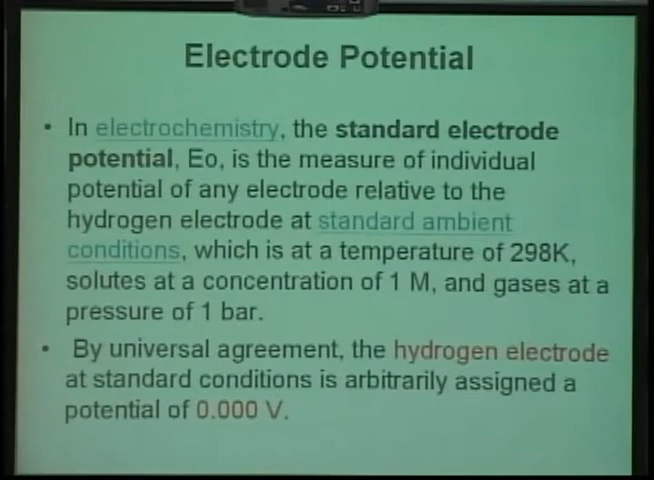 Electrode Potential
• In electrochemistry, the standard electrode
potential, Eo, is the measure of individual
potential of any electrode relative to the
hydrogen electrode at standard ambient
conditions, which is at a temperature of 298K,
solutes at a concentration of 1 M, and gases at a
pressure of 1 bar.
• By universal agreement, the hydrogen electrode
at standard conditions is arbitrarily assigned a
potential of 0.000 V.